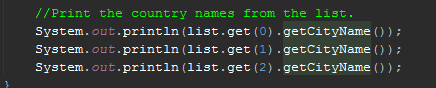 //Print the country names from the list.
System.out.println(list.get(0).getCityName());
System.out.println(list.get(1).getCityName());
System.out.println(list.get(2).getCityName());
}